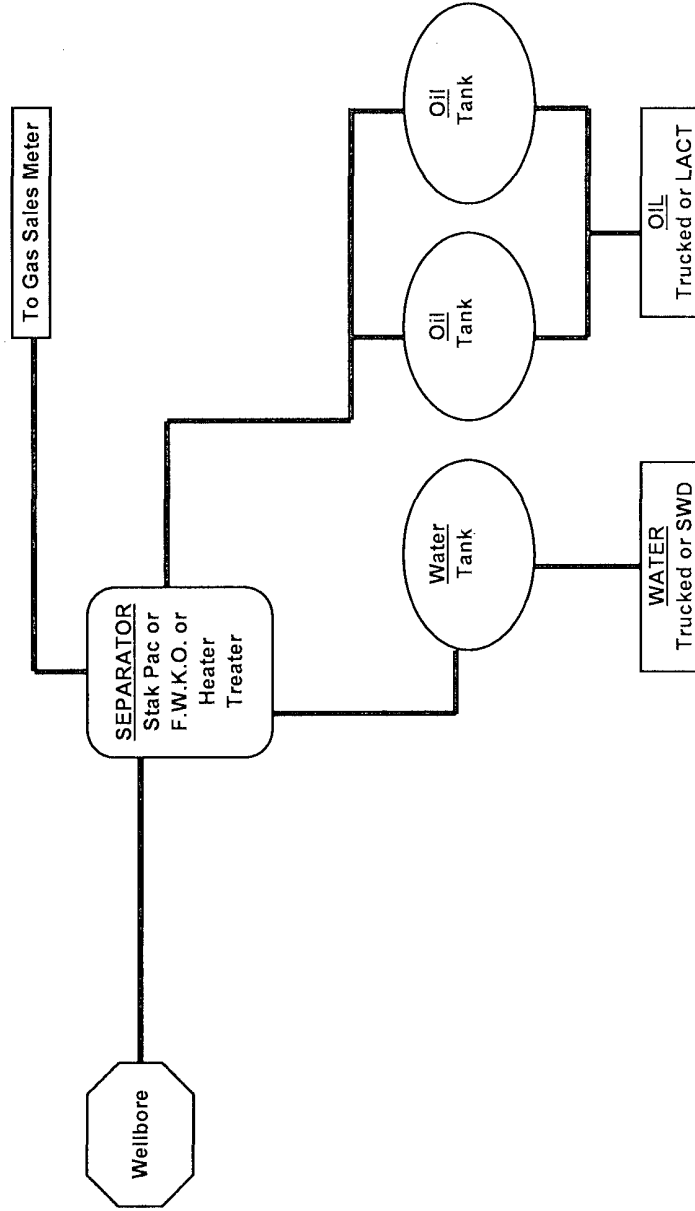 To Gas Sales Meter
SEPARATOR
Stak Pac or
F.W.K.O. or
Heater
Treater
Wellbore
Water
Tank
Oil
Tank
Oil
Tank
WATER
Trucked or SWD
OIL
Trucked or LACT